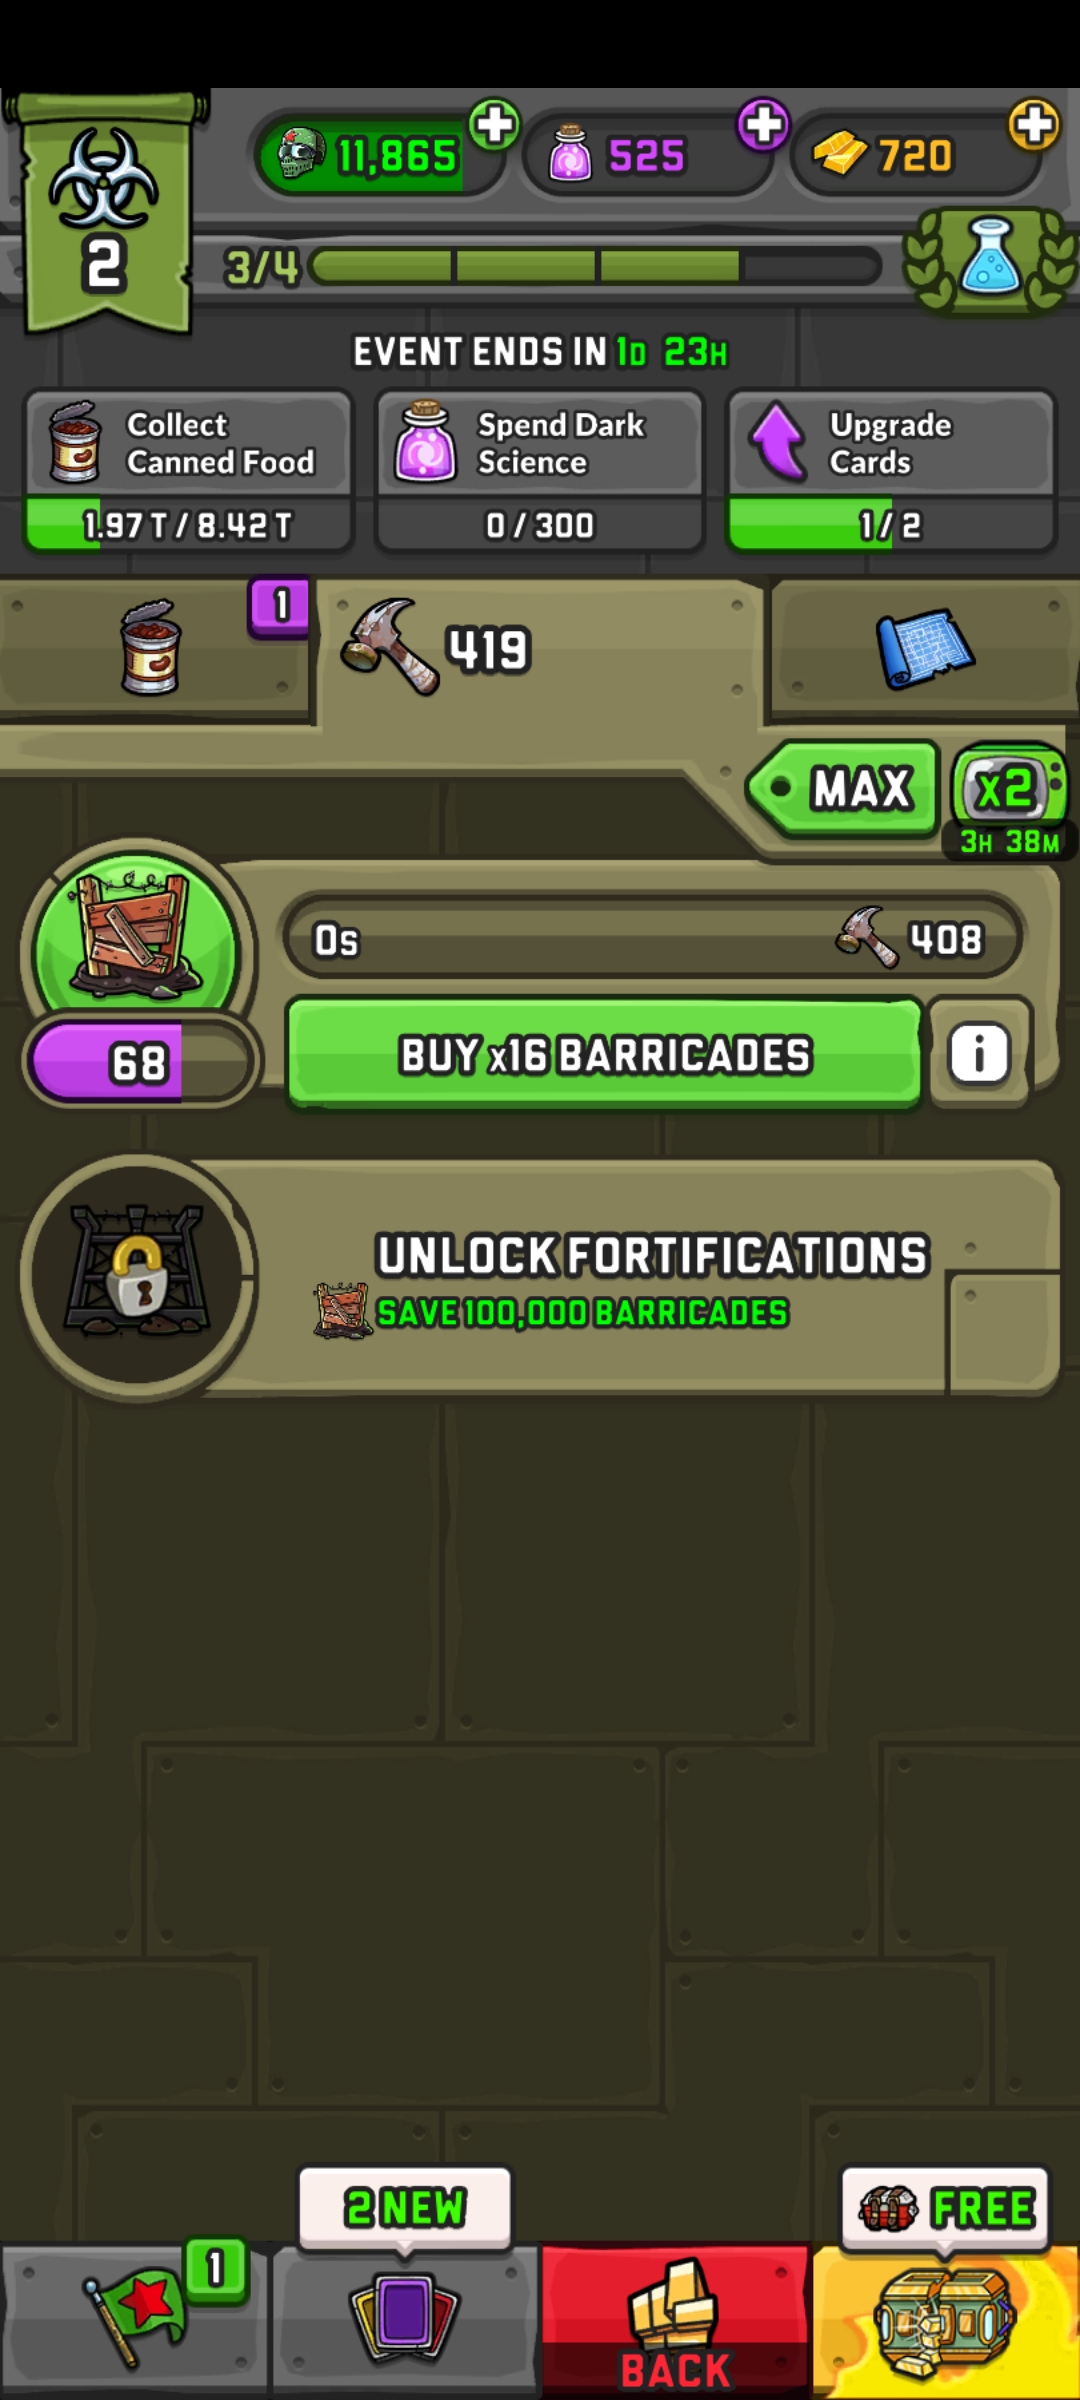 11,865
525
720
2
3/4
EVENT ENDS IN 1D 23H
Collect
Canned Food
1.97 T / 8.42 T
Spend Dark
Science
0 / 300
Upgrade
Cards
1 / 2
1
419
MAX
x2
3H 38M
0s
408
68
BUY x16 BARRICADES
i
UNLOCK FORTIFICATIONS
SAVE 100,000 BARRICADES
2 NEW
FREE
1
BACK